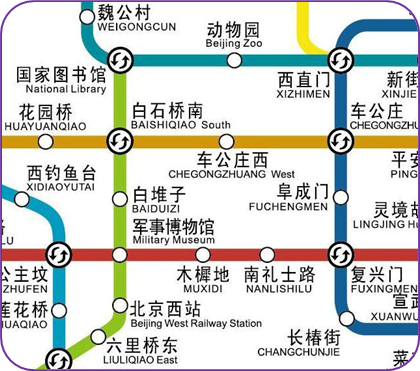 魏公村
WEIGONGCUN
动物园
Beijing Zoo
国家图书馆
National Library
西直门
XIZHIMEN
新街
XINJIE
花园桥
HUAYUANQIAO
白石桥南
BAISHIQIAO South
车公庄
CHEGONGZHU
车公庄西
CHEGONGZHUANG West
平安
PING
西钓鱼台
XIDIAOYUTAI
白堆子
BAIDUIZI
阜成门
FUCHENGMEN
灵境胡
LINGJING Hu
军事博物馆
Military Museum
LU
公主坟
ZHUFEN
木樨地
MUXIDI
南礼士路
NANLISHILU
复兴门
FUXINGMEN
宣武
XUANWU
莲花桥
HUAQIAO
北京西站
Beijing West Railway Station
六里桥东
LIULIQIAO East
长椿街
CHANGCHUNJIE
菜